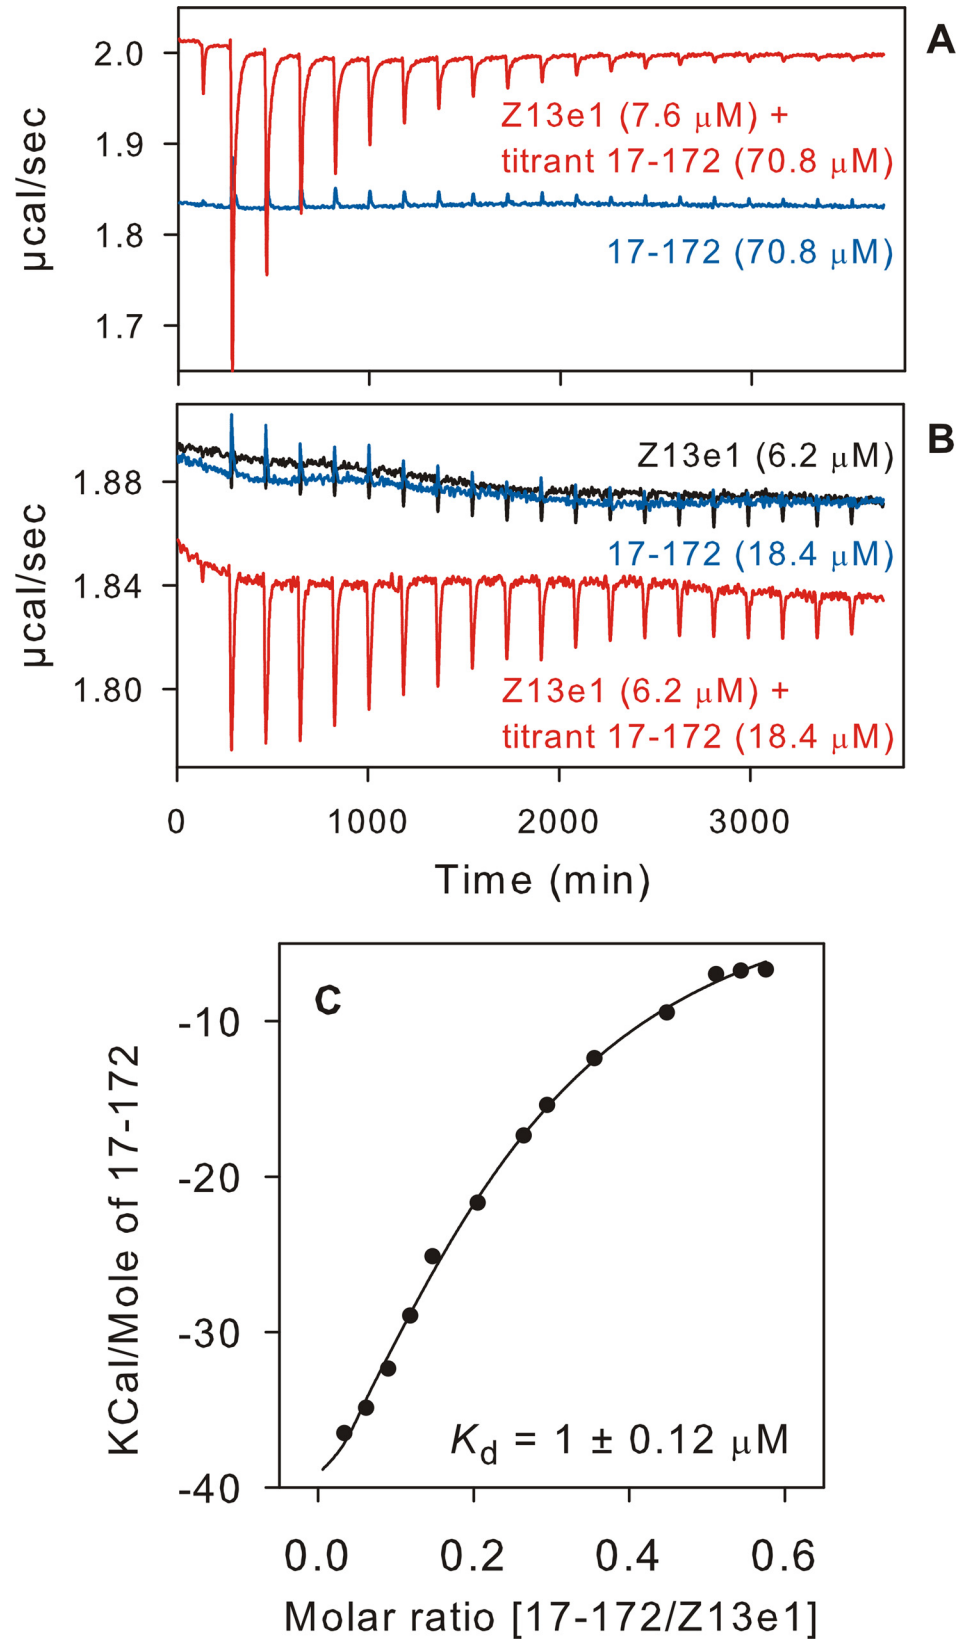 A
2.0
1.9
1.8
1.7
µcal/sec
Z13e1 (7.6 µM) +
titrant 17-172 (70.8 µM)
17-172 (70.8 µM)
B
1.88
1.84
1.80
µcal/sec
Z13e1 (6.2 µM)
17-172 (18.4 µM)
Z13e1 (6.2 µM) +
titrant 17-172 (18.4 µM)
0 1000 2000 3000
Time (min)
C
-10
-20
-30
-40
KCal/Mole of 17-172
Kd = 1 ± 0.12 µM
0.0 0.2 0.4 0.6
Molar ratio [17-172/Z13e1]